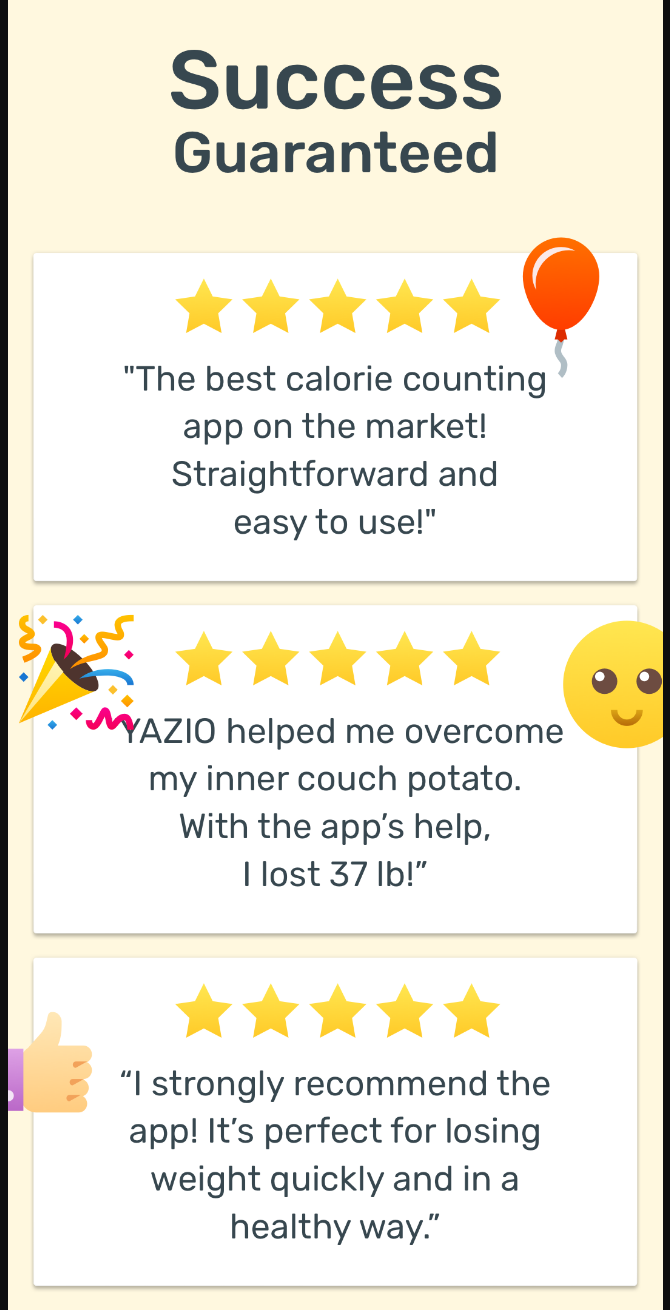 Success
Guaranteed
"The best calorie counting
app on the market!
Straightforward and
easy to use!"
YAZIO helped me overcome
my inner couch potato.
With the app’s help,
I lost 37 lb!”
“I strongly recommend the
app! It’s perfect for losing
weight quickly and in a
healthy way.”